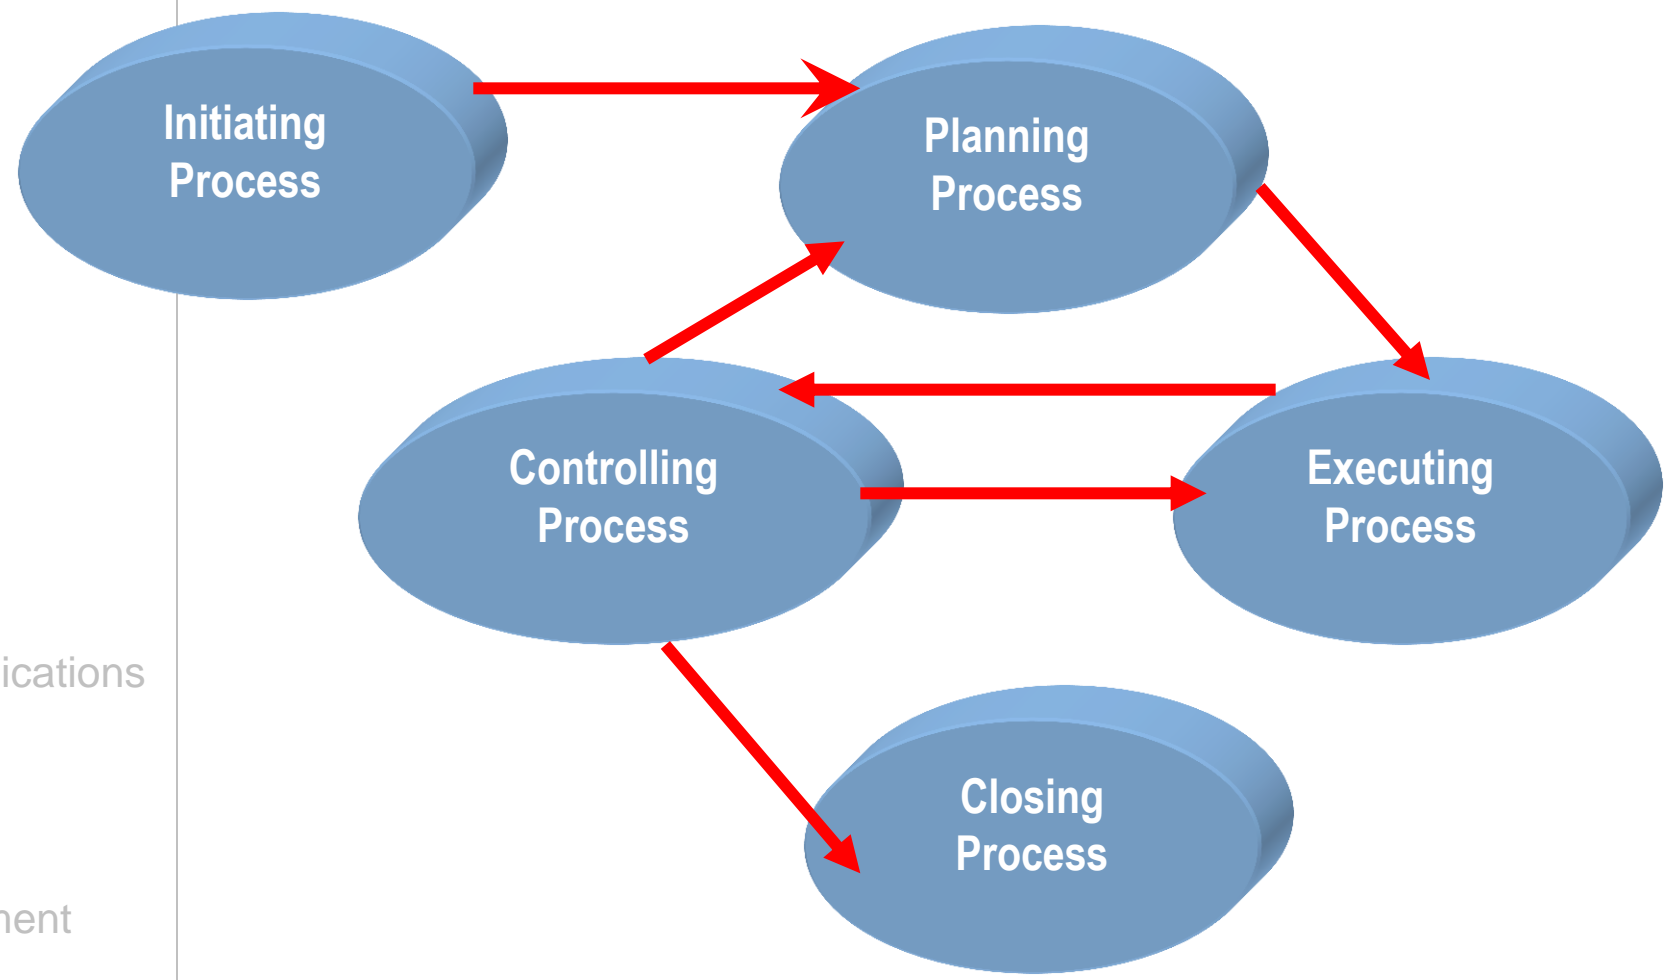 Initiating
Process
Planning
Process
Controlling
Process
Executing
Process
ications
Closing
Process
nent